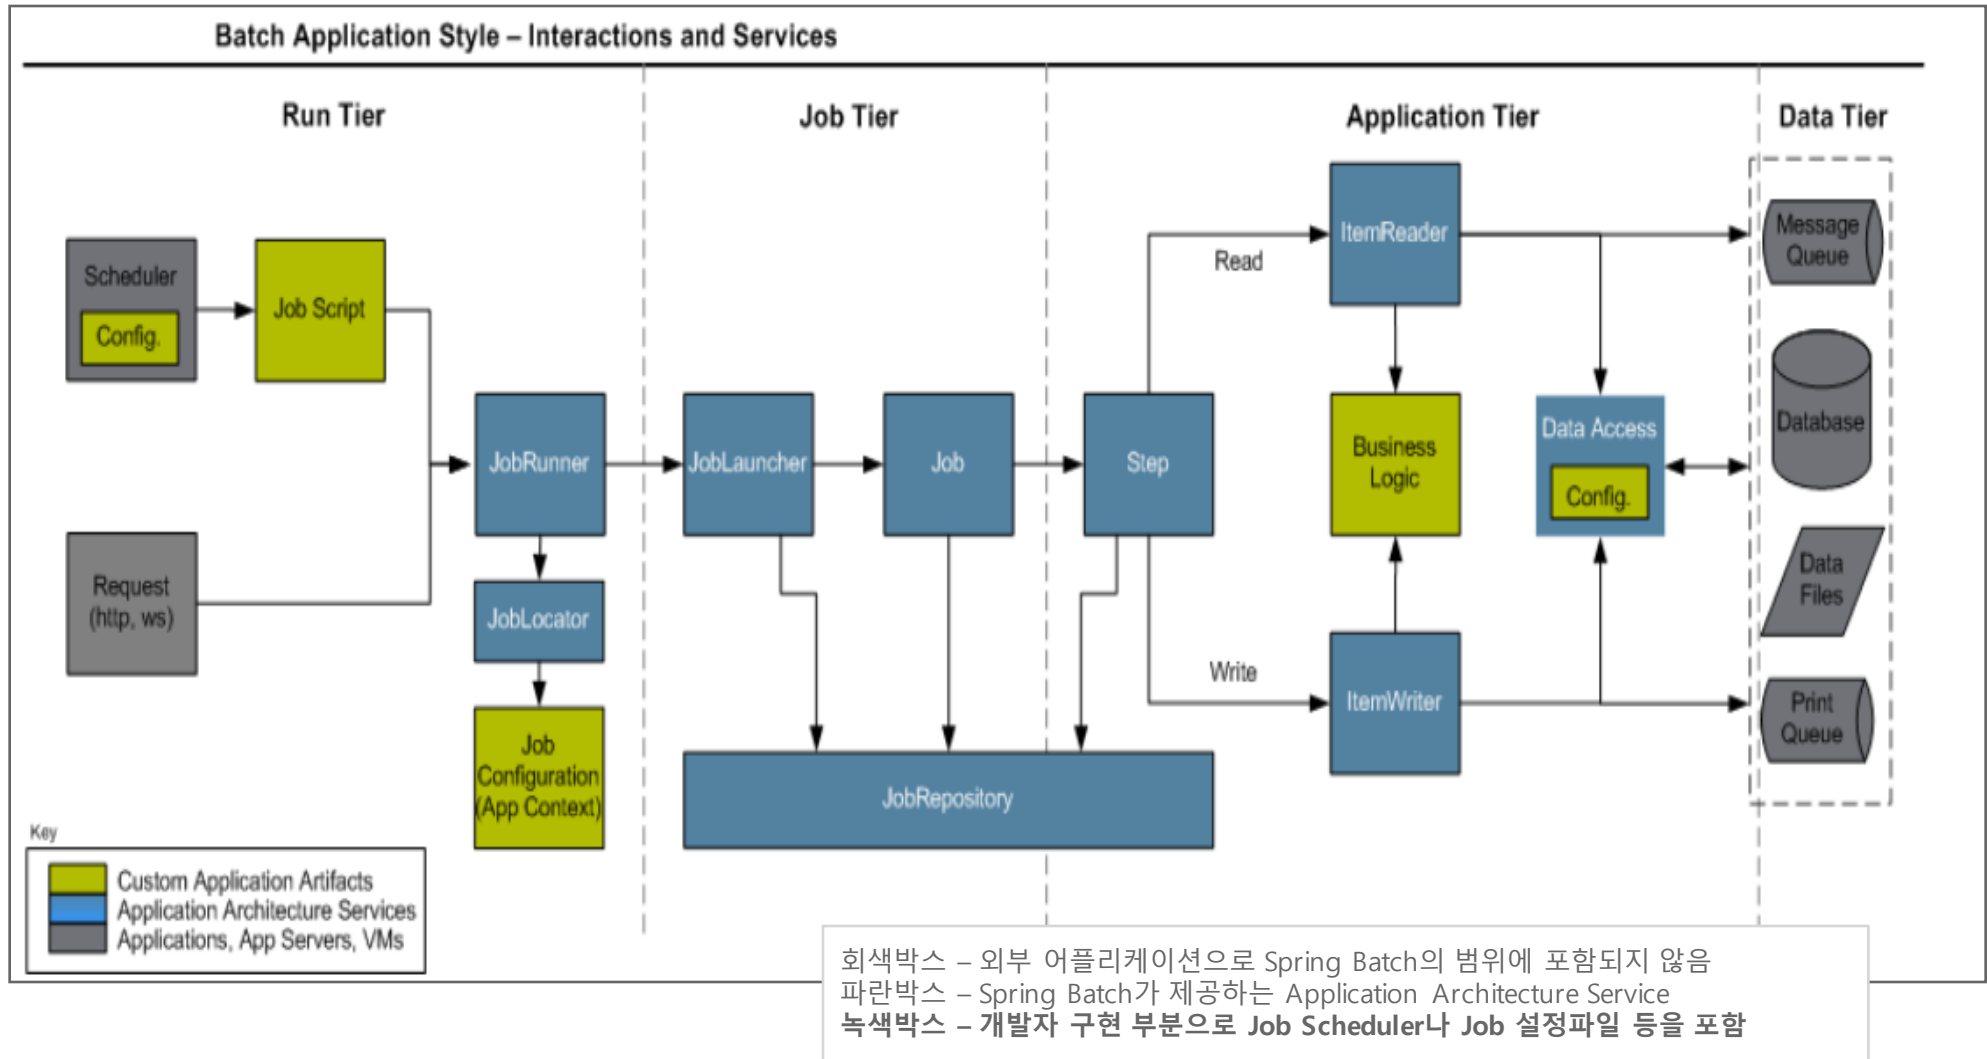 Batch Application Style – Interactions and Services
Run Tier
Job Tier
Application Tier
Data Tier
Scheduler
Config.
Job Script
Request
(http, ws)
JobRunner
JobLocator
Job
Configuration
(App Context)
JobLauncher
Job
JobRepository
Step
Read
Write
ItemReader
Business
Logic
ItemWriter
Data Access
Config.
Message
Queue
Database
Data
Files
Print
Queue
Key
Custom Application Artifacts
Application Architecture Services
Applications, App Servers, VMs
회색박스 – 외부 어플리케이션으로 Spring Batch의 범위에 포함되지 않음
파란박스 – Spring Batch가 제공하는 Application Architecture Service
녹색박스 – 개발자 구현 부분으로 Job Scheduler나 Job 설정파일 등을 포함